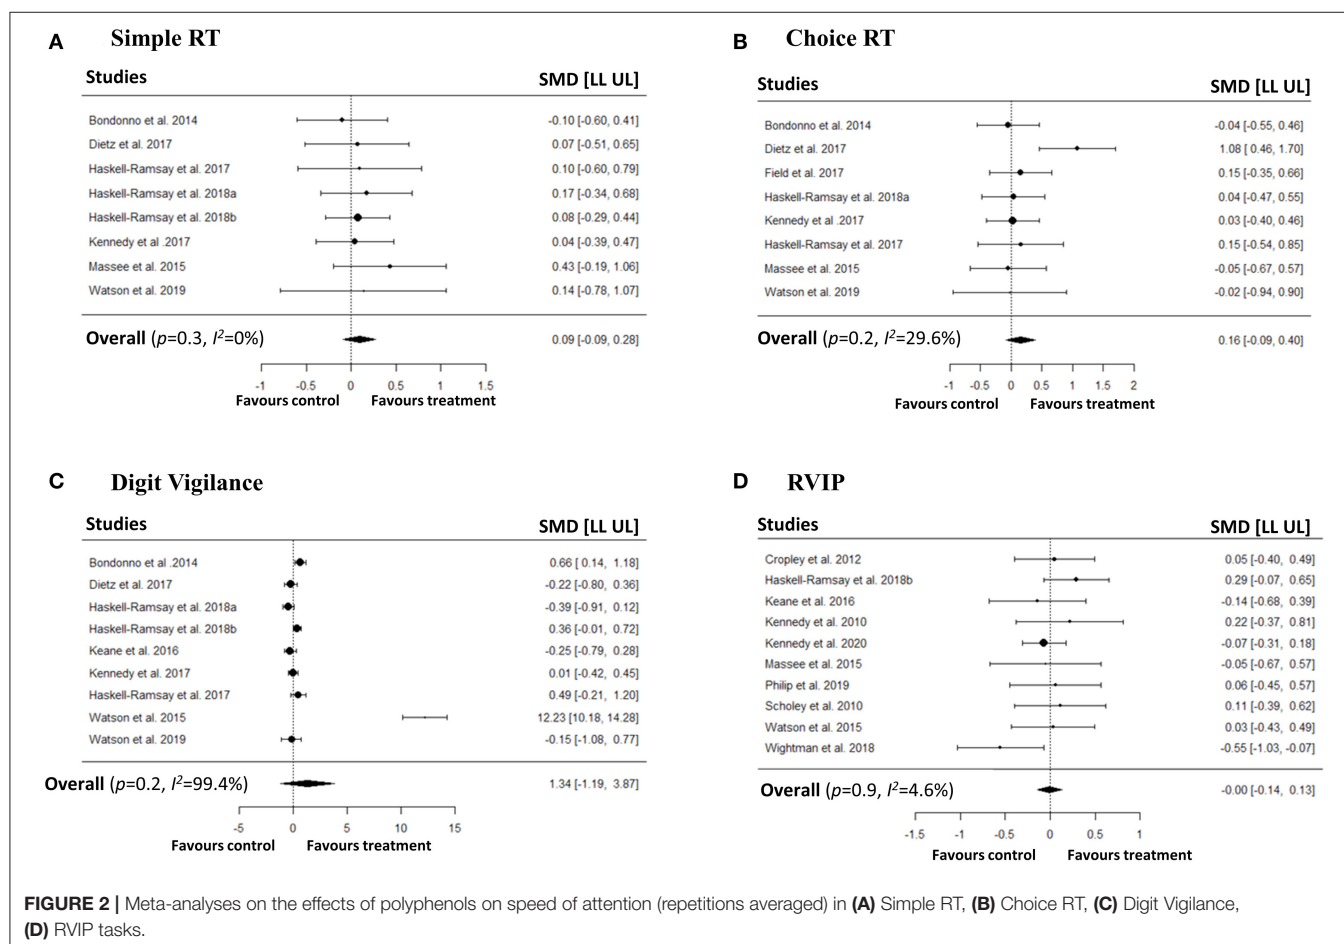 A Simple RT
Studies SMD [LL UL]
Bondonno et al. 2014 -0.10 [-0.60, 0.41]
Dietz et al. 2017 0.07 [-0.51, 0.65]
Haskell-Ramsay et al. 2017 0.10 [-0.60, 0.79]
Haskell-Ramsay et al. 2018a 0.17 [-0.34, 0.68]
Haskell-Ramsay et al. 2018b 0.08 [-0.29, 0.44]
Kennedy et al .2017 0.04 [-0.39, 0.47]
Massee et al. 2015 0.43 [-0.19, 1.06]
Watson et al. 2019 0.14 [-0.78, 1.07]
Overall (p=0.3, I²=0%) 0.09 [-0.09, 0.28]
-1 -0.5 0 0.5 1 1.5
Favours control Favours treatment
B Choice RT
Studies SMD [LL UL]
Bondonno et al. 2014 -0.04 [-0.55, 0.46]
Dietz et al. 2017 1.08 [ 0.46, 1.70]
Field et al. 2017 0.15 [-0.35, 0.66]
Haskell-Ramsay et al. 2018a 0.04 [-0.47, 0.55]
Kennedy et al. 2017 0.03 [-0.40, 0.46]
Haskell-Ramsay et al. 2017 0.15 [-0.54, 0.85]
Massee et al. 2015 -0.05 [-0.67, 0.57]
Watson et al. 2019 -0.02 [-0.94, 0.90]
Overall (p=0.2, I²=29.6%) 0.16 [-0.09, 0.40]
-1 -0.5 0 0.5 1 1.5 2
Favours control Favours treatment
C Digit Vigilance
Studies SMD [LL UL]
Bondonno et al .2014 0.66 [ 0.14, 1.18]
Dietz et al. 2017 -0.22 [-0.80, 0.36]
Haskell-Ramsay et al. 2018a -0.39 [-0.91, 0.12]
Haskell-Ramsay et al. 2018b 0.36 [-0.01, 0.72]
Keane et al. 2016 -0.25 [-0.79, 0.28]
Kennedy et al. 2017 0.01 [-0.42, 0.45]
Haskell-Ramsay et al. 2017 0.49 [-0.21, 1.20]
Watson et al. 2015 12.23 [10.18, 14.28]
Watson et al. 2019 -0.15 [-1.08, 0.77]
Overall (p=0.2, I²=99.4%) 1.34 [-1.19, 3.87]
-5 0 5 10 15
Favours control Favours treatment
D RVIP
Studies SMD [LL UL]
Cropley et al. 2012 0.05 [-0.40, 0.49]
Haskell-Ramsay et al. 2018b 0.29 [-0.07, 0.65]
Keane et al. 2016 -0.14 [-0.68, 0.39]
Kennedy et al. 2010 0.22 [-0.37, 0.81]
Kennedy et al. 2020 -0.07 [-0.31, 0.18]
Massee et al. 2015 -0.05 [-0.67, 0.57]
Philip et al. 2019 0.06 [-0.45, 0.57]
Scholey et al. 2010 0.11 [-0.39, 0.62]
Watson et al. 2015 0.03 [-0.43, 0.49]
Wightman et al. 2018 -0.55 [-1.03, -0.07]
Overall (p=0.9, I²=4.6%) -0.00 [-0.14, 0.13]
-1.5 -1 -0.5 0 0.5 1
Favours control Favours treatment
FIGURE 2 | Meta-analyses on the effects of polyphenols on speed of attention (repetitions averaged) in (A) Simple RT, (B) Choice RT, (C) Digit Vigilance,
(D) RVIP tasks.